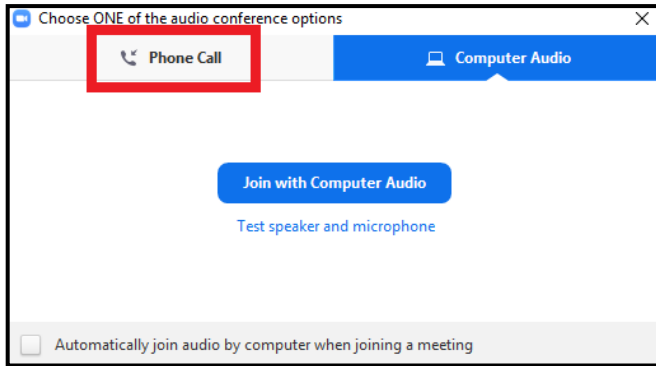 Choose ONE of the audio conference options
Phone Call
Computer Audio
Join with Computer Audio
Test speaker and microphone
Automatically join audio by computer when joining a meeting